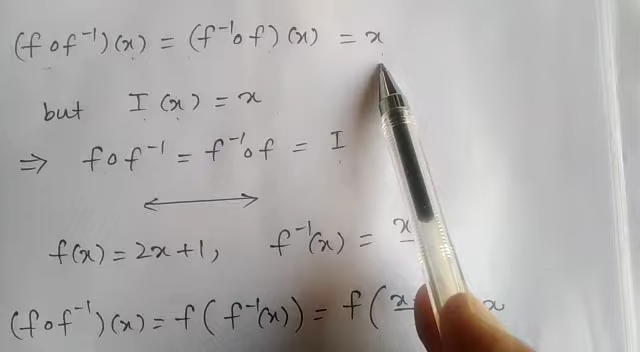 (f o f⁻¹)(x) = (f⁻¹o f)(x) = x
but I(x) = x
⇒ f o f⁻¹ = f⁻¹o f = I
f(x) = 2x+1, f⁻¹(x) = x
(f o f⁻¹)(x) = f(f⁻¹(x)) = f(x x